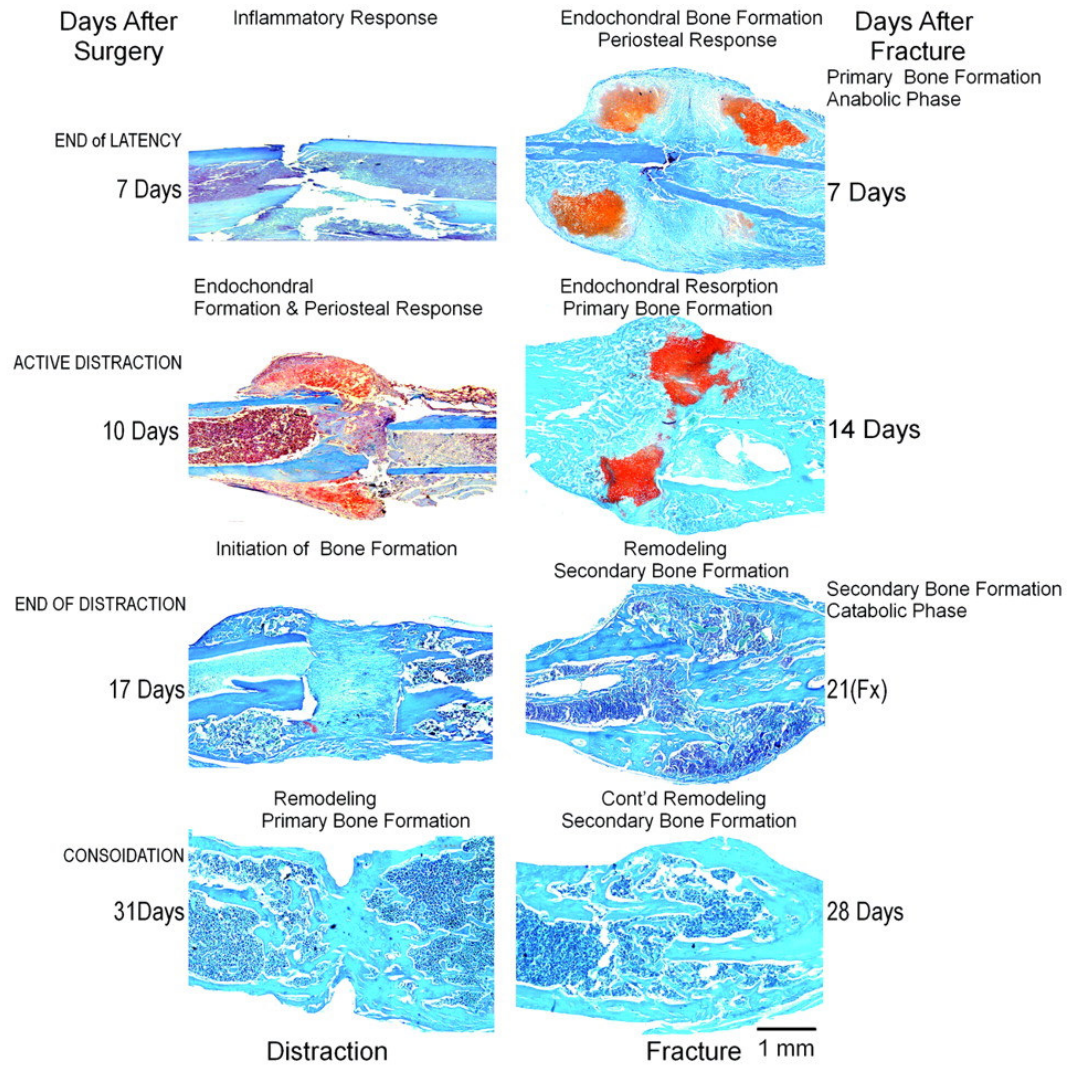 Days After
Surgery
Inflammatory Response
Endochondral Bone Formation
Periosteal Response
Days After
Fracture
Primary Bone Formation
Anabolic Phase
END of LATENCY
7 Days
7 Days
Endochondral
Formation & Periosteal Response
Endochondral Resorption
Primary Bone Formation
ACTIVE DISTRACTION
10 Days
14 Days
Initiation of Bone Formation
Remodeling
Secondary Bone Formation
END OF DISTRACTION
Secondary Bone Formation
Catabolic Phase
17 Days
21(Fx)
Remodeling
Primary Bone Formation
Cont'd Remodeling
Secondary Bone Formation
CONSOIDATION
31Days
28 Days
Distraction
Fracture
1 mm